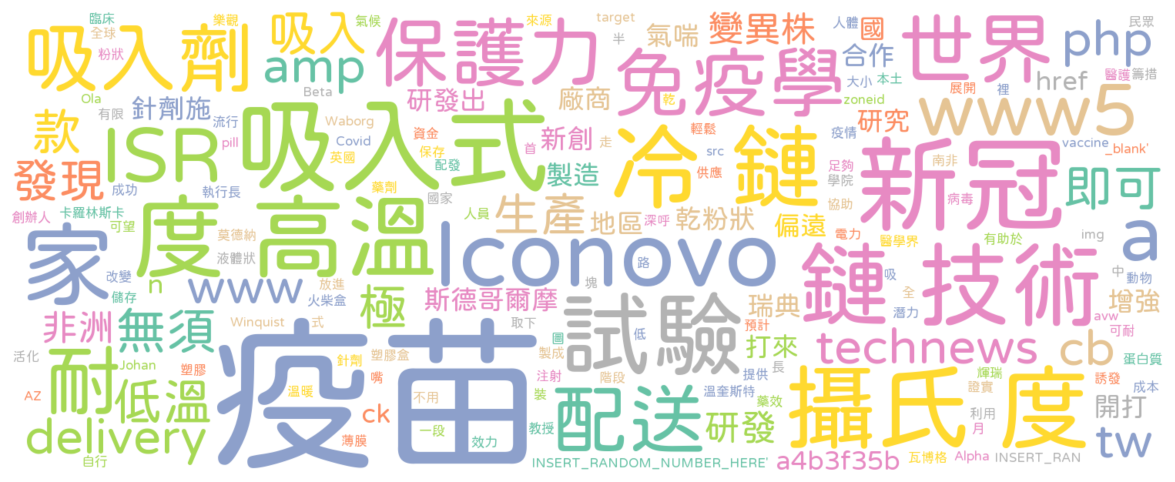 臨床 樂觀 氣候 來源 target 人體 民眾
吸入劑 吸入 保護力 變異株 國 世界 php
全球 粉狀 amp 半 氣喘 免疫學 合作 href 醫護 籌措
Ola 有限 Beta 研發出 廠商 乾 大小 本土 展開 裡
款 針劑施 流行 Waborg 資金 新創 輕鬆 zoneid www5
ISR 吸入式 Covid 首 走 冷鏈 src 疫情 研究 vaccine _blank'
發現 pill 英國 保存 配發 製造 供應 足夠 南非
成功 執行長 藥劑 學院 新冠 病毒 即可
創辦人 卡羅林斯卡 度 高溫 國家 人員 生產 地區 深呼 乾粉狀 偏遠 協助
可望 莫德納 Iconovo 電力 醫學界 有助於 img a
家 液體狀 路 吸 中 動物
改變 n www 放進 塊 鏈技術
儲存 火柴盒 極 斯德哥爾摩 瑞典 全 潛力 增強
非洲 無須 Winquist 式 取下 試驗 低 預計 avw 可耐
活化 Johan 疫苗 塑膠盒 圖 製成 打來 technews cb 蛋白質
耐低溫 塑膠 針劑 嘴 注射 階段 提供 長 輝瑞 誘發
AZ 溫暖 不用 裝 溫奎斯特 攝氏度 證實 成本
delivery ck 配送 藥效 研發 利用 開打
薄膜 一段 效力 教授 月 tw
自行 INSERT_RANDOM_NUMBER_HERE' a4b3f35b 瓦博格 Alpha INSERT_RAN